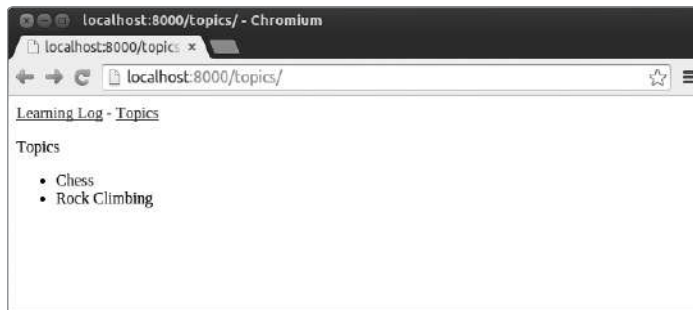 localhost:8000/topics/ - Chromium
localhost:8000/topics
localhost:8000/topics/
Learning Log - Topics
Topics
• Chess
• Rock Climbing